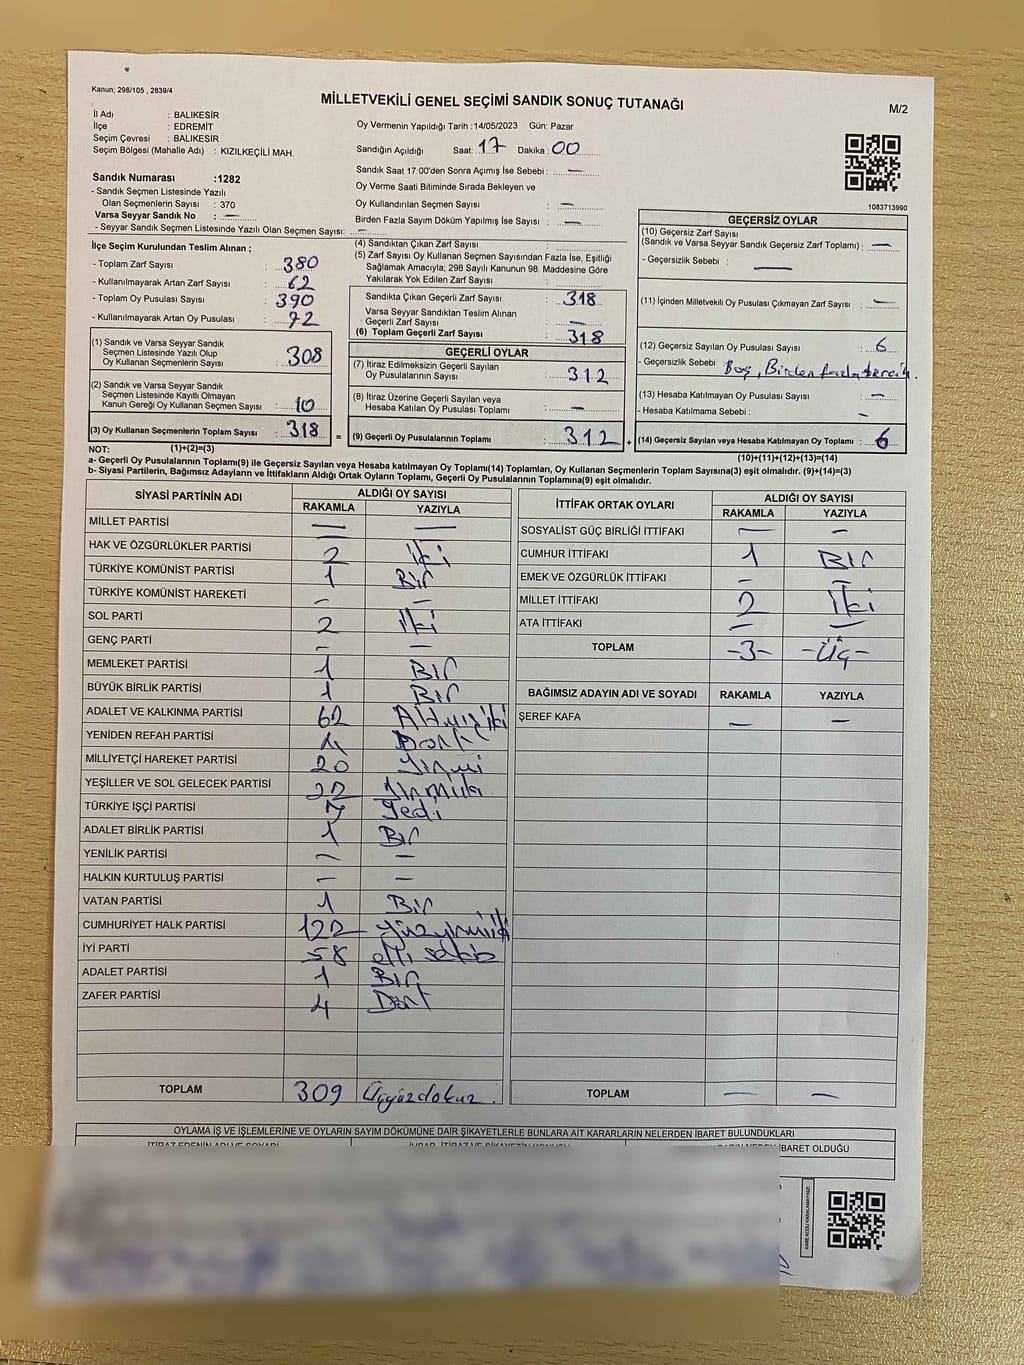 Kanun; 298/105 , 2839/4
MİLLETVEKİLİ GENEL SEÇİMİ SANDIK SONUÇ TUTANAĞI
M/2
İl Adı : BALIKESİR
İlçe : EDREMİT
Seçim Çevresi : BALIKESİR
Seçim Bölgesi (Mahalle Adı) : KIZILKEÇİLİ MAH.
Sandık Numarası :1282
- Sandık Seçmen Listesinde Yazılı
Olan Seçmenlerin Sayısı : 370
Varsa Seyyar Sandık No : —
- Seyyar Sandık Seçmen Listesinde Yazılı Olan Seçmen Sayısı: —
Oy Vermenin Yapıldığı Tarih :14/05/2023 Gün: Pazar
Sandığın Açıldığı Saat: 17 Dakika : 00
Sandık Saat 17:00'den Sonra Açımış İse Sebebi : —
Oy Verme Saati Bitiminde Sırada Bekleyen ve
Oy Kullandırılan Seçmen Sayısı : —
Birden Fazla Sayım Döküm Yapılmış İse Sayısı : —
1083713990
İlçe Seçim Kurulundan Teslim Alınan ;
- Toplam Zarf Sayısı : 380
- Kullanılmayarak Artan Zarf Sayısı : 62
- Toplam Oy Pusulası Sayısı : 390
- Kullanılmayarak Artan Oy Pusulası : 72
(1) Sandık ve Varsa Seyyar Sandık
Seçmen Listesinde Yazılı Olup
Oy Kullanan Seçmenlerin Sayısı : 308
(2) Sandık ve Varsa Seyyar Sandık
Seçmen Listesinde Kayıtlı Olmayan
Kanun Gereği Oy Kullanan Seçmen Sayısı : 10
(3) Oy Kullanan Seçmenlerin Toplam Sayısı : 318
(4) Sandıktan Çıkan Zarf Sayısı :
(5) Zarf Sayısı Oy Kullanan Seçmen Sayısından Fazla İse, Eşitliği
Sağlamak Amacıyla; 298 Sayılı Kanunun 98. Maddesine Göre
Yakılarak Yok Edilen Zarf Sayısı :
Sandıkta Çıkan Geçerli Zarf Sayısı : 318
Varsa Seyyar Sandıktan Teslim Alınan
Geçerli Zarf Sayısı : —
(6) Toplam Geçerli Zarf Sayısı : 318
GEÇERLİ OYLAR
(7) İtiraz Edilmeksizin Geçerli Sayılan
Oy Pusulalarının Sayısı : 312
(8) İtiraz Üzerine Geçerli Sayılan veya
Hesaba Katılan Oy Pusulası Toplamı : —
= (9) Geçerli Oy Pusulalarının Toplamı : 312 +
GEÇERSİZ OYLAR
(10) Geçersiz Zarf Sayısı
(Sandık ve Varsa Seyyar Sandık Geçersiz Zarf Toplamı) : —
- Geçersizlik Sebebi : —
(11) İçinden Milletvekili Oy Pusulası Çıkmayan Zarf Sayısı : —
(12) Geçersiz Sayılan Oy Pusulası Sayısı : 6
- Geçersizlik Sebebi : Boş, Birden fazla tercih.
(13) Hesaba Katılmayan Oy Pusulası Sayısı : —
- Hesaba Katılmama Sebebi : —
(14) Geçersiz Sayılan veya Hesaba Katılmayan Oy Toplamı : 6
NOT: (1)+(2)=(3)
(10)+(11)+(12)+(13)=(14)
a- Geçerli Oy Pusulalarının Toplamı(9) ile Geçersiz Sayılan veya Hesaba katılmayan Oy Toplamı(14) Toplamları, Oy Kullanan Seçmenlerin Toplam Sayısına(3) eşit olmalıdır. (9)+(14)=(3)
b- Siyasi Partilerin, Bağımsız Adayların ve İttifakların Aldığı Ortak Oyların Toplamı, Geçerli Oy Pusulalarının Toplamına(9) eşit olmalıdır.
SİYASİ PARTİNİN ADI ALDIĞI OY SAYISI
RAKAMLA YAZIYLA
MİLLET PARTİSİ — —
HAK VE ÖZGÜRLÜKLER PARTİSİ 2 İki
TÜRKİYE KOMÜNİST PARTİSİ 1 Bir
TÜRKİYE KOMÜNİST HAREKETİ — —
SOL PARTİ 2 İki
GENÇ PARTİ — —
MEMLEKET PARTİSİ 1 Bir
BÜYÜK BİRLİK PARTİSİ 1 Bir
ADALET VE KALKINMA PARTİSİ 62 Altmışiki
YENİDEN REFAH PARTİSİ 4 Dört
MİLLİYETÇİ HAREKET PARTİSİ 20 Yirmi
YEŞİLLER VE SOL GELECEK PARTİSİ 22 Yirmiiki
TÜRKİYE İŞÇİ PARTİSİ 7 Yedi
ADALET BİRLİK PARTİSİ 1 Bir
YENİLİK PARTİSİ — —
HALKIN KURTULUŞ PARTİSİ — —
VATAN PARTİSİ 1 Bir
CUMHURİYET HALK PARTİSİ 122 Yüzyirmiiki
İYİ PARTİ 58 elli sekiz
ADALET PARTİSİ 1 Bir
ZAFER PARTİSİ 4 Dört
TOPLAM 309 Üçyüzdokuz.
İTTİFAK ORTAK OYLARI ALDIĞI OY SAYISI
RAKAMLA YAZIYLA
SOSYALİST GÜÇ BİRLİĞİ İTTİFAKI — —
CUMHUR İTTİFAKI 1 Bir
EMEK VE ÖZGÜRLÜK İTTİFAKI — —
MİLLET İTTİFAKI 2 İki
ATA İTTİFAKI — —
TOPLAM -3- -Üç-
BAĞIMSIZ ADAYIN ADI VE SOYADI RAKAMLA YAZIYLA
ŞEREF KAFA — —
TOPLAM — —
OYLAMA İŞ VE İŞLEMLERİNE VE OYLARIN SAYIM DÖKÜMÜNE DAİR ŞİKAYETLERLE BUNLARA AİT KARARLARIN NELERDEN İBARET BULUNDUKLARI
İBARET OLDUĞU